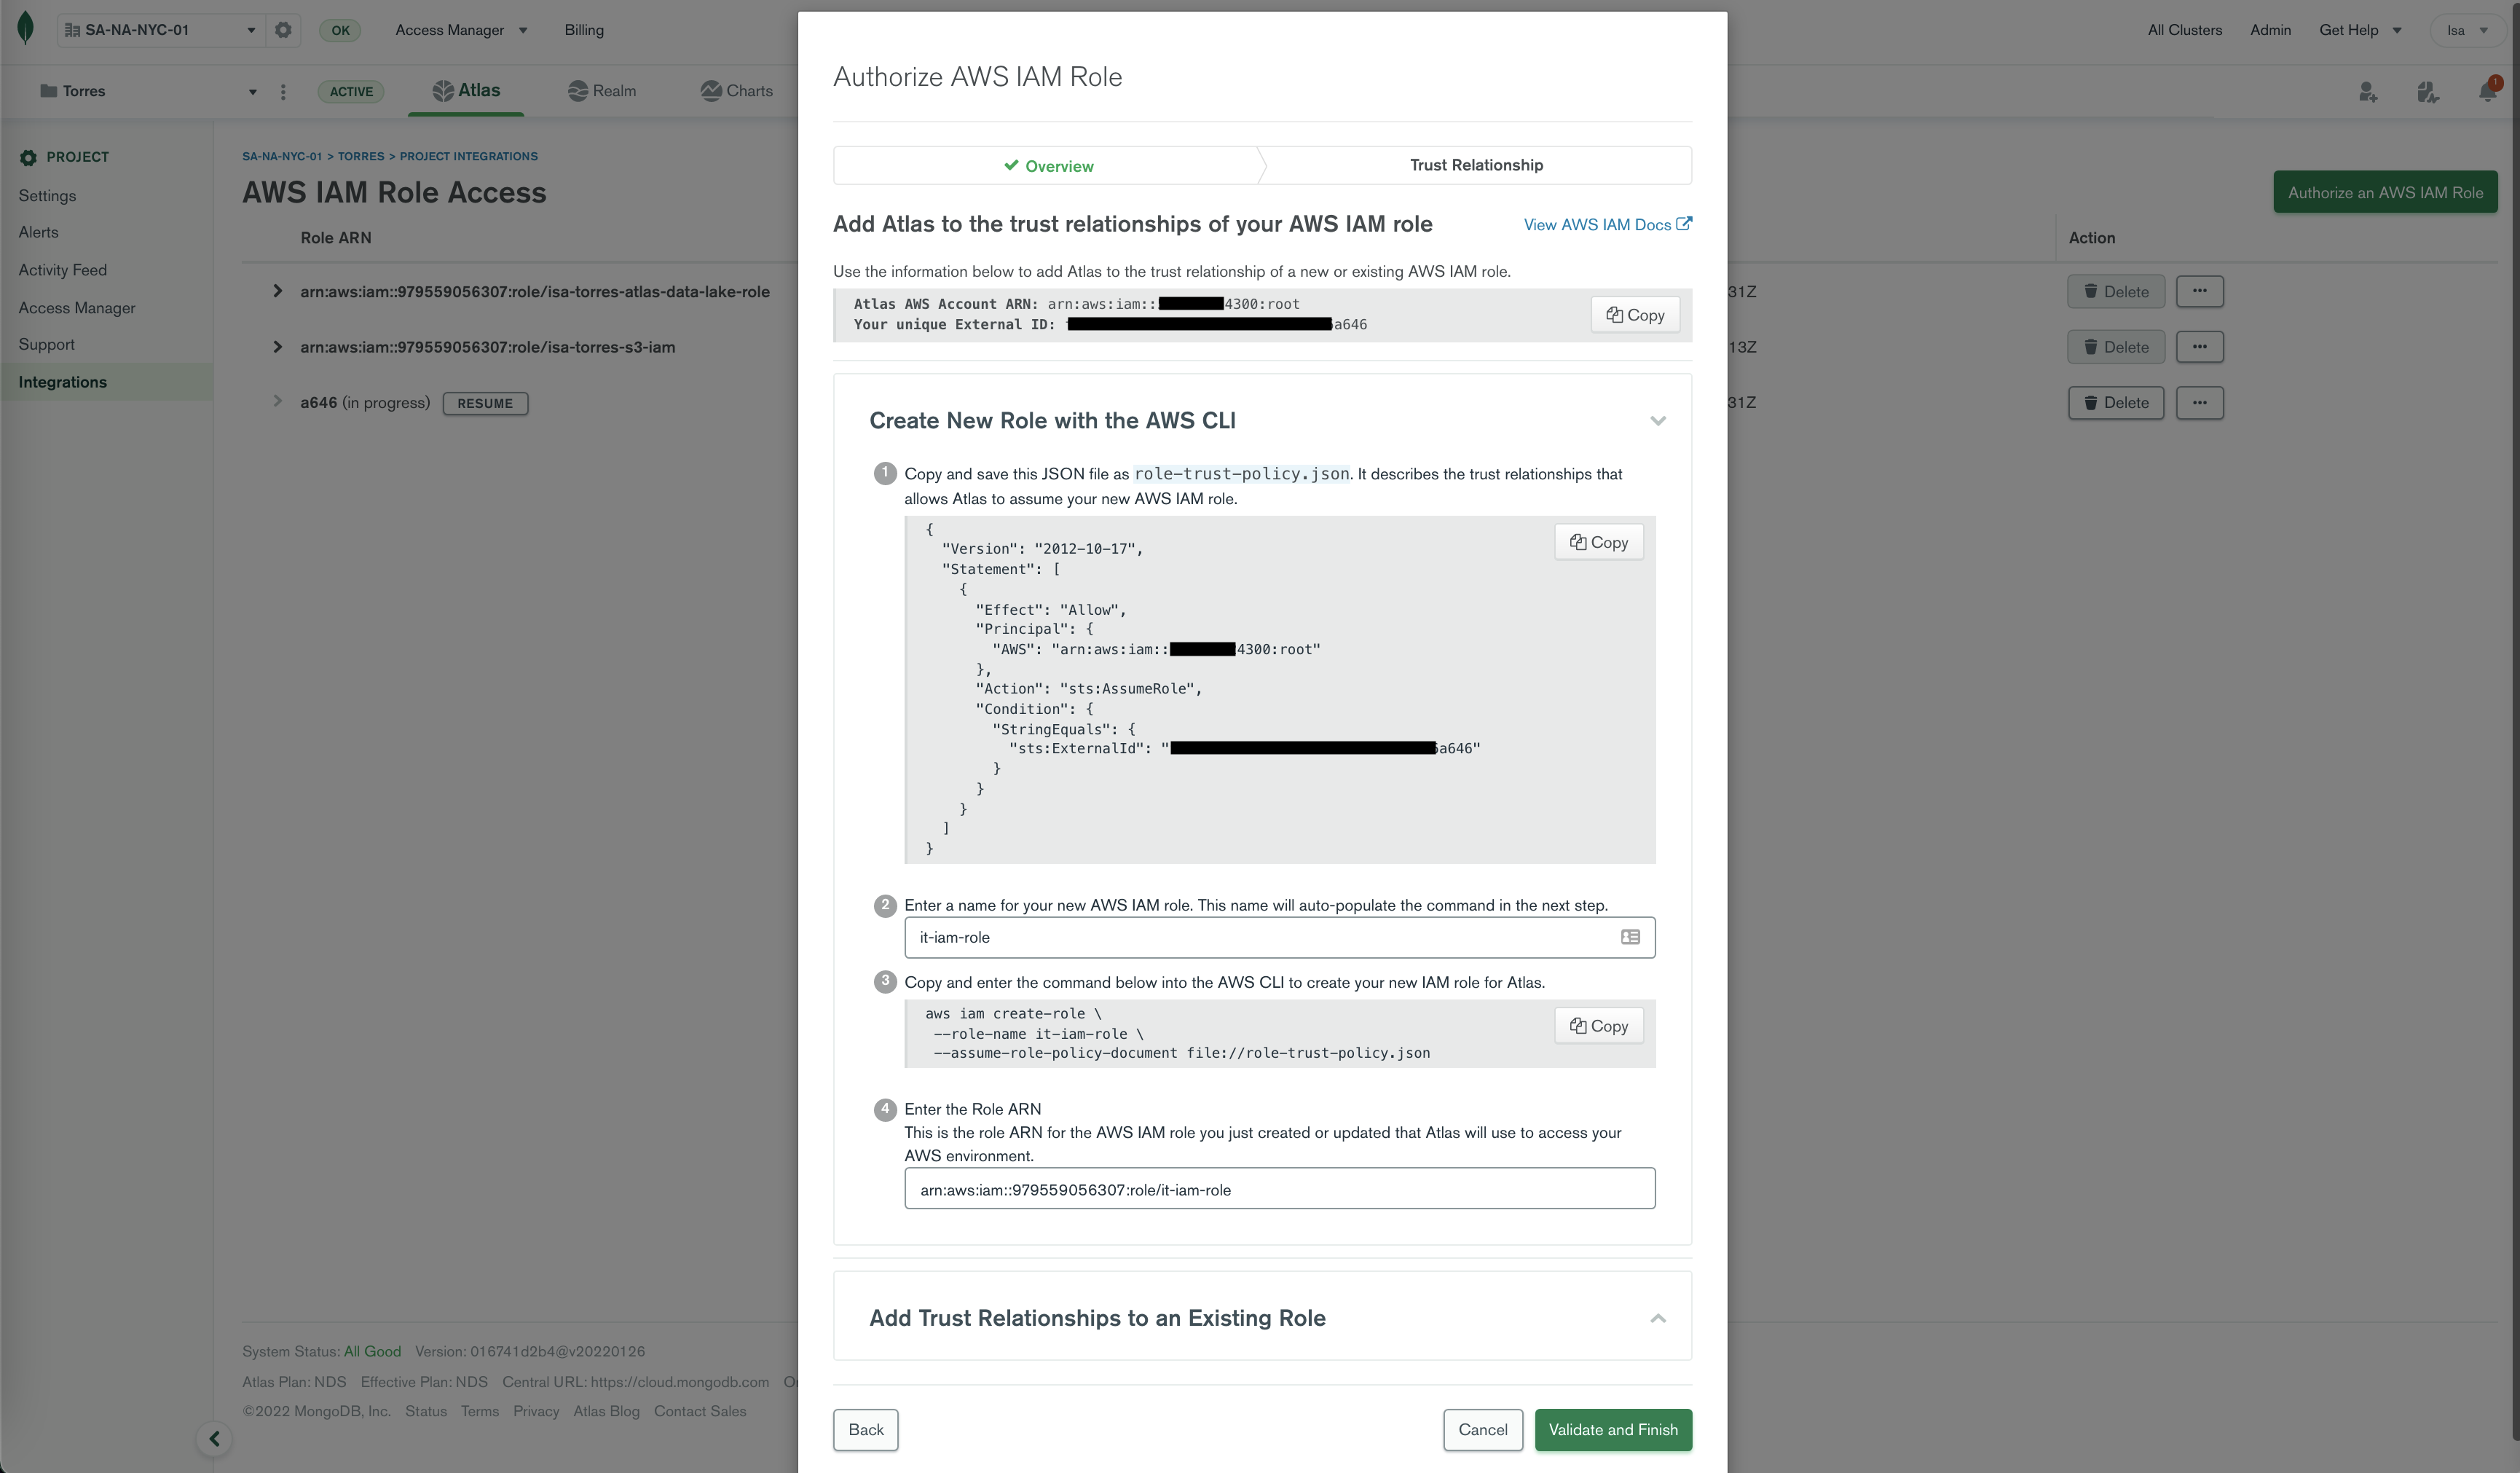 SA-NA-NYC-01
OK
Access Manager
Billing
All Clusters
Admin
Get Help
Isa
Torres
ACTIVE
Atlas
Realm
Charts
1
PROJECT
Settings
Alerts
Activity Feed
Access Manager
Support
Integrations
SA-NA-NYC-01 > TORRES > PROJECT INTEGRATIONS
AWS IAM Role Access
Authorize an AWS IAM Role
Role ARN
Action
arn:aws:iam::979559056307:role/isa-torres-atlas-data-lake-role
31Z
Delete
arn:aws:iam::979559056307:role/isa-torres-s3-iam
13Z
Delete
a646 (in progress)
RESUME
31Z
Delete
Authorize AWS IAM Role
Overview
Trust Relationship
Add Atlas to the trust relationships of your AWS IAM role
View AWS IAM Docs
Use the information below to add Atlas to the trust relationship of a new or existing AWS IAM role.
Atlas AWS Account ARN: arn:aws:iam::4300:root
Your unique External ID: a646
Copy
Create New Role with the AWS CLI
1 Copy and save this JSON file as role-trust-policy.json. It describes the trust relationships that
allows Atlas to assume your new AWS IAM role.
Copy
{
"Version": "2012-10-17",
"Statement": [
{
"Effect": "Allow",
"Principal": {
"AWS": "arn:aws:iam::4300:root"
},
"Action": "sts:AssumeRole",
"Condition": {
"StringEquals": {
"sts:ExternalId": "a646"
}
}
}
]
}
2 Enter a name for your new AWS IAM role. This name will auto-populate the command in the next step.
it-iam-role
3 Copy and enter the command below into the AWS CLI to create your new IAM role for Atlas.
aws iam create-role \
--role-name it-iam-role \
--assume-role-policy-document file://role-trust-policy.json
Copy
4 Enter the Role ARN
This is the role ARN for the AWS IAM role you just created or updated that Atlas will use to access your
AWS environment.
arn:aws:iam::979559056307:role/it-iam-role
Add Trust Relationships to an Existing Role
Back
Cancel
Validate and Finish
System Status: All Good Version: 016741d2b4@v20220126
Atlas Plan: NDS Effective Plan: NDS Central URL: https://cloud.mongodb.com
©2022 MongoDB, Inc. Status Terms Privacy Atlas Blog Contact Sales